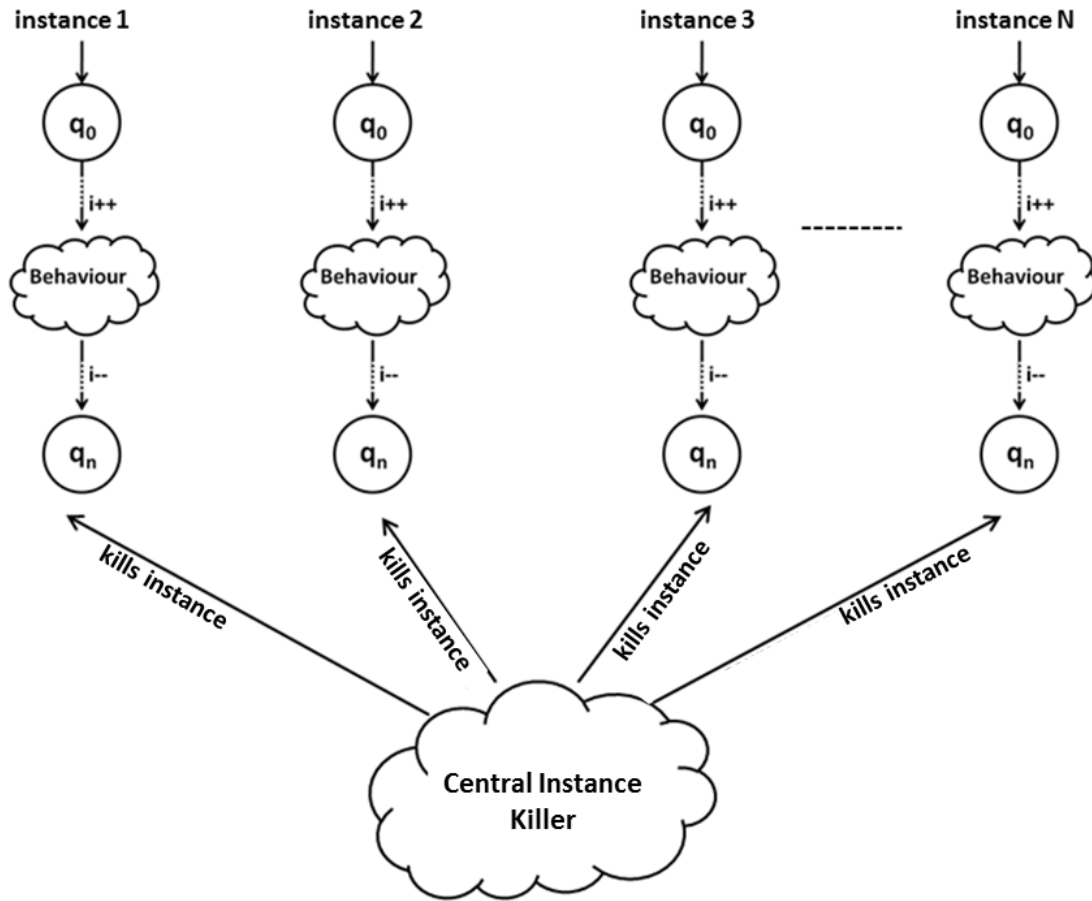 instance 1 instance 2 instance 3 instance N
q0 q0 q0 q0
i++ i++ i++ i++
Behaviour Behaviour Behaviour Behaviour
i-- i-- i-- i--
qn qn qn qn
kills instance kills instance kills instance kills instance
Central Instance
Killer